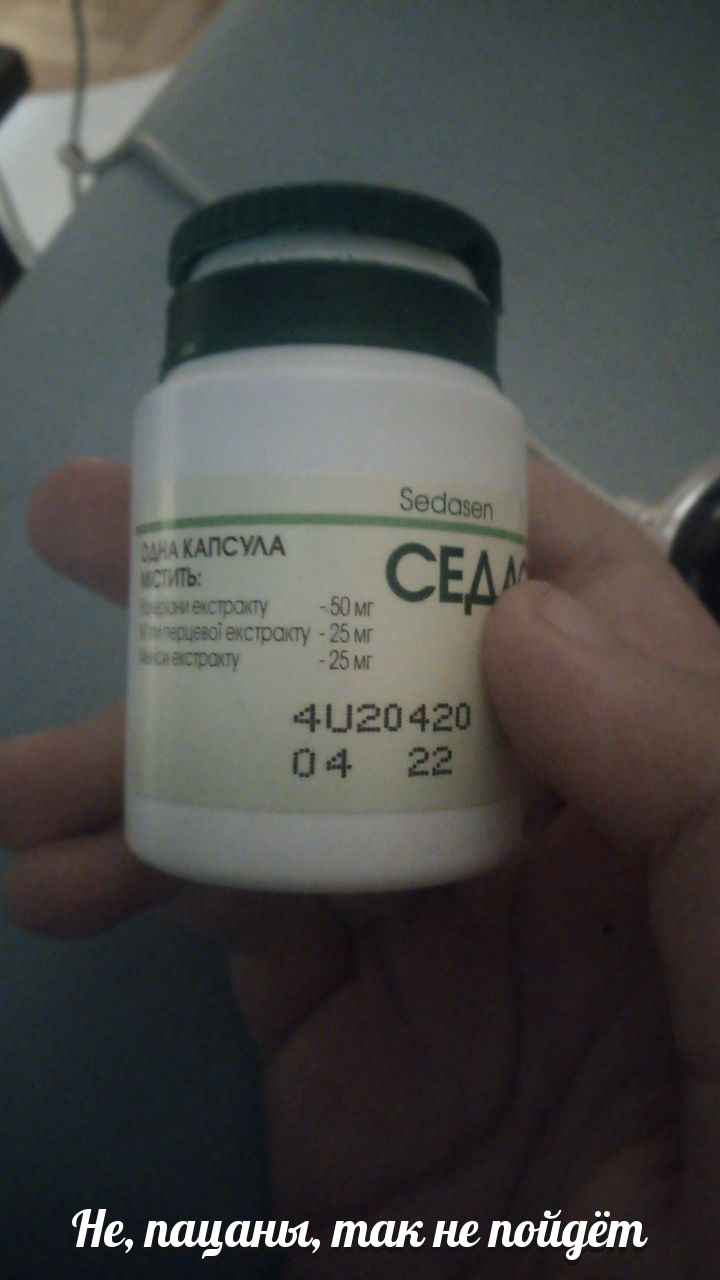 Sedasen
ОДНА КАПСУЛА
МІСТИТЬ:
екстракту - 50 мг
перцевої екстракту - 25 мг
екстракту - 25 мг
4U20420
04 22
Не, пацаны, так не пойдёт